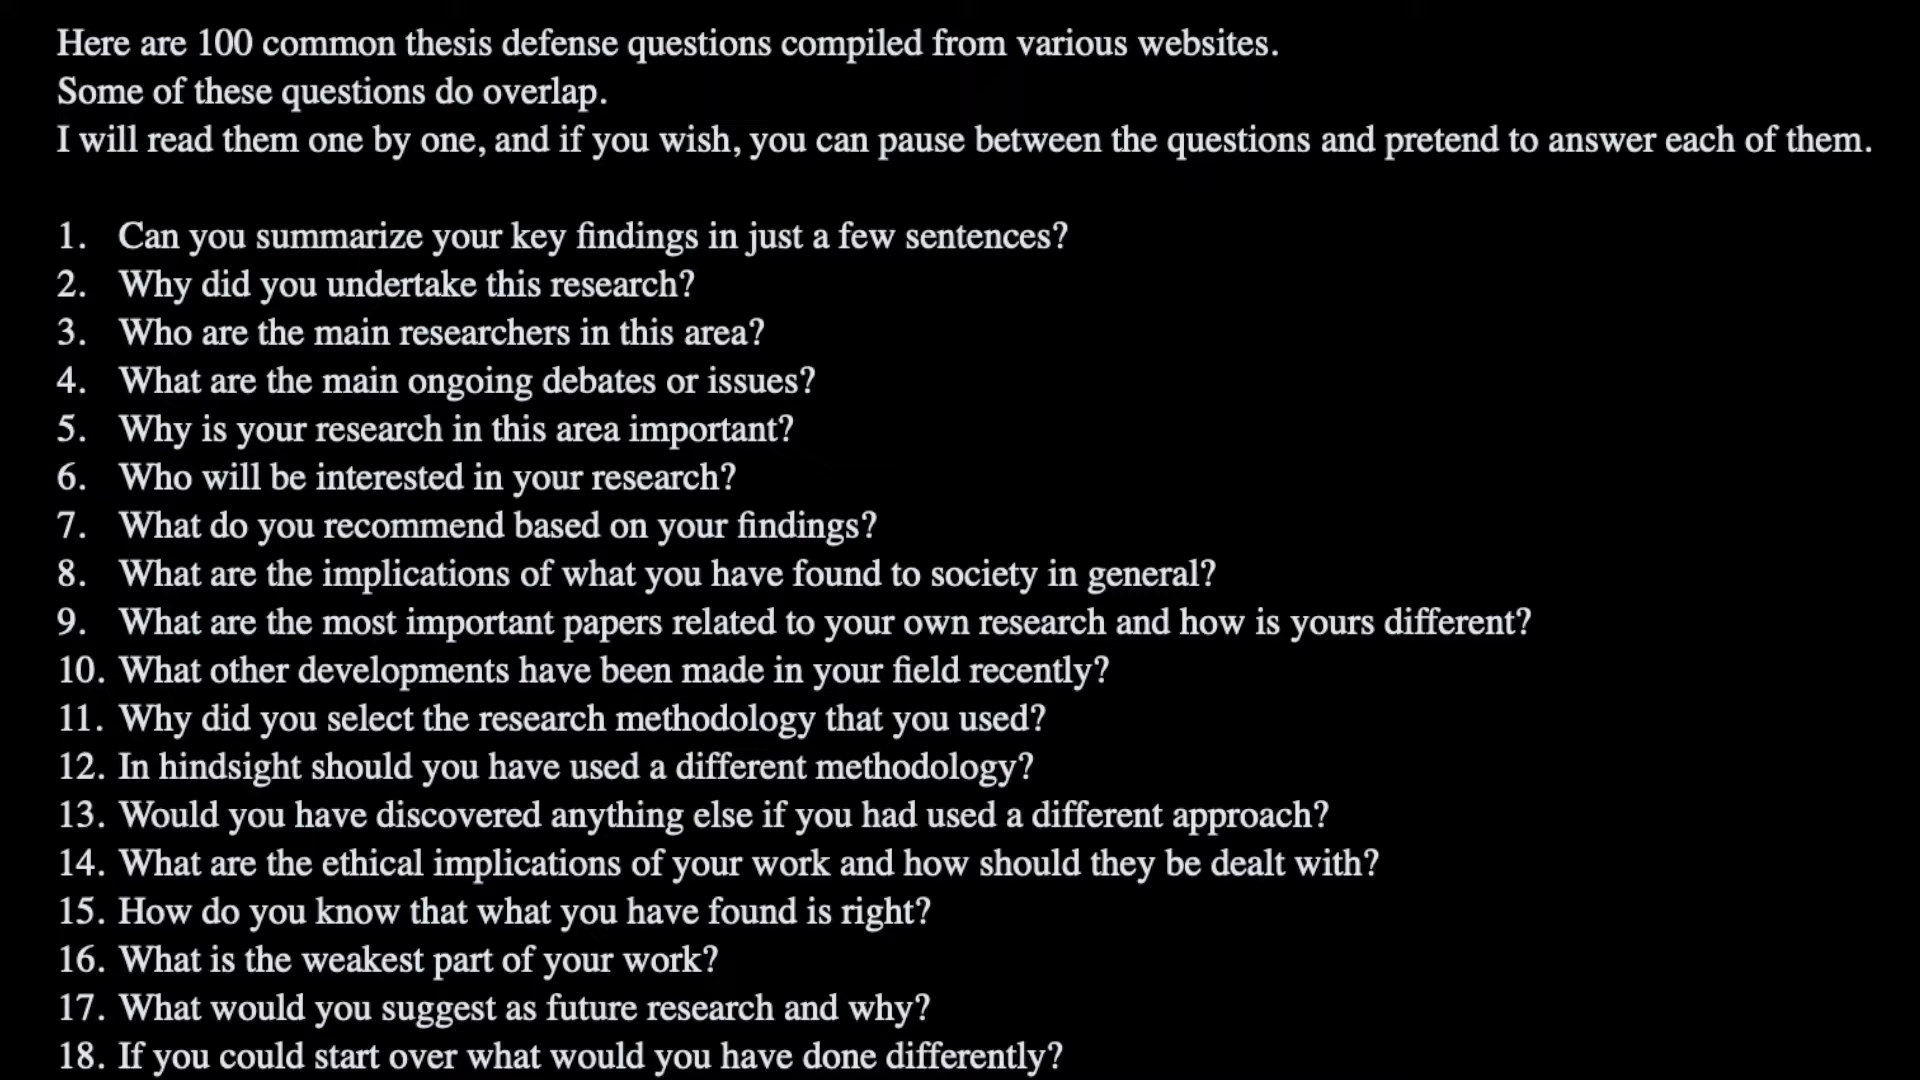 Here are 100 common thesis defense questions compiled from various websites.
Some of these questions do overlap.
I will read them one by one, and if you wish, you can pause between the questions and pretend to answer each of them.
1. Can you summarize your key findings in just a few sentences?
2. Why did you undertake this research?
3. Who are the main researchers in this area?
4. What are the main ongoing debates or issues?
5. Why is your research in this area important?
6. Who will be interested in your research?
7. What do you recommend based on your findings?
8. What are the implications of what you have found to society in general?
9. What are the most important papers related to your own research and how is yours different?
10. What other developments have been made in your field recently?
11. Why did you select the research methodology that you used?
12. In hindsight should you have used a different methodology?
13. Would you have discovered anything else if you had used a different approach?
14. What are the ethical implications of your work and how should they be dealt with?
15. How do you know that what you have found is right?
16. What is the weakest part of your work?
17. What would you suggest as future research and why?
18. If you could start over what would you have done differently?